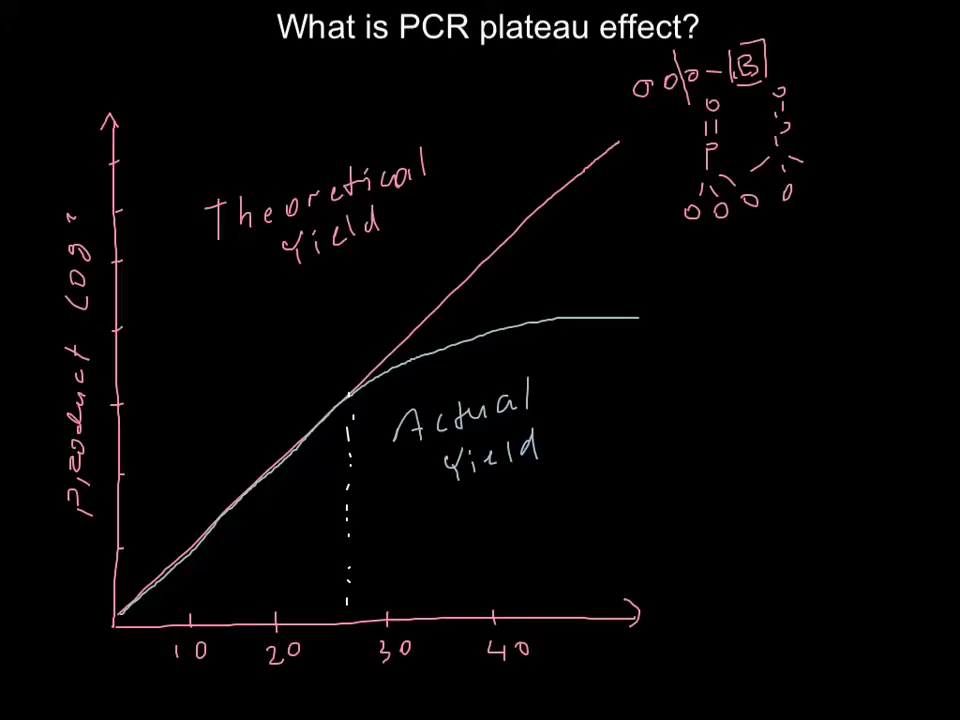 What is PCR plateau effect?
B
O
O
P
P
O O O O
Theoretical
Yield
Product Log
Actual
Yield
10 20 30 40